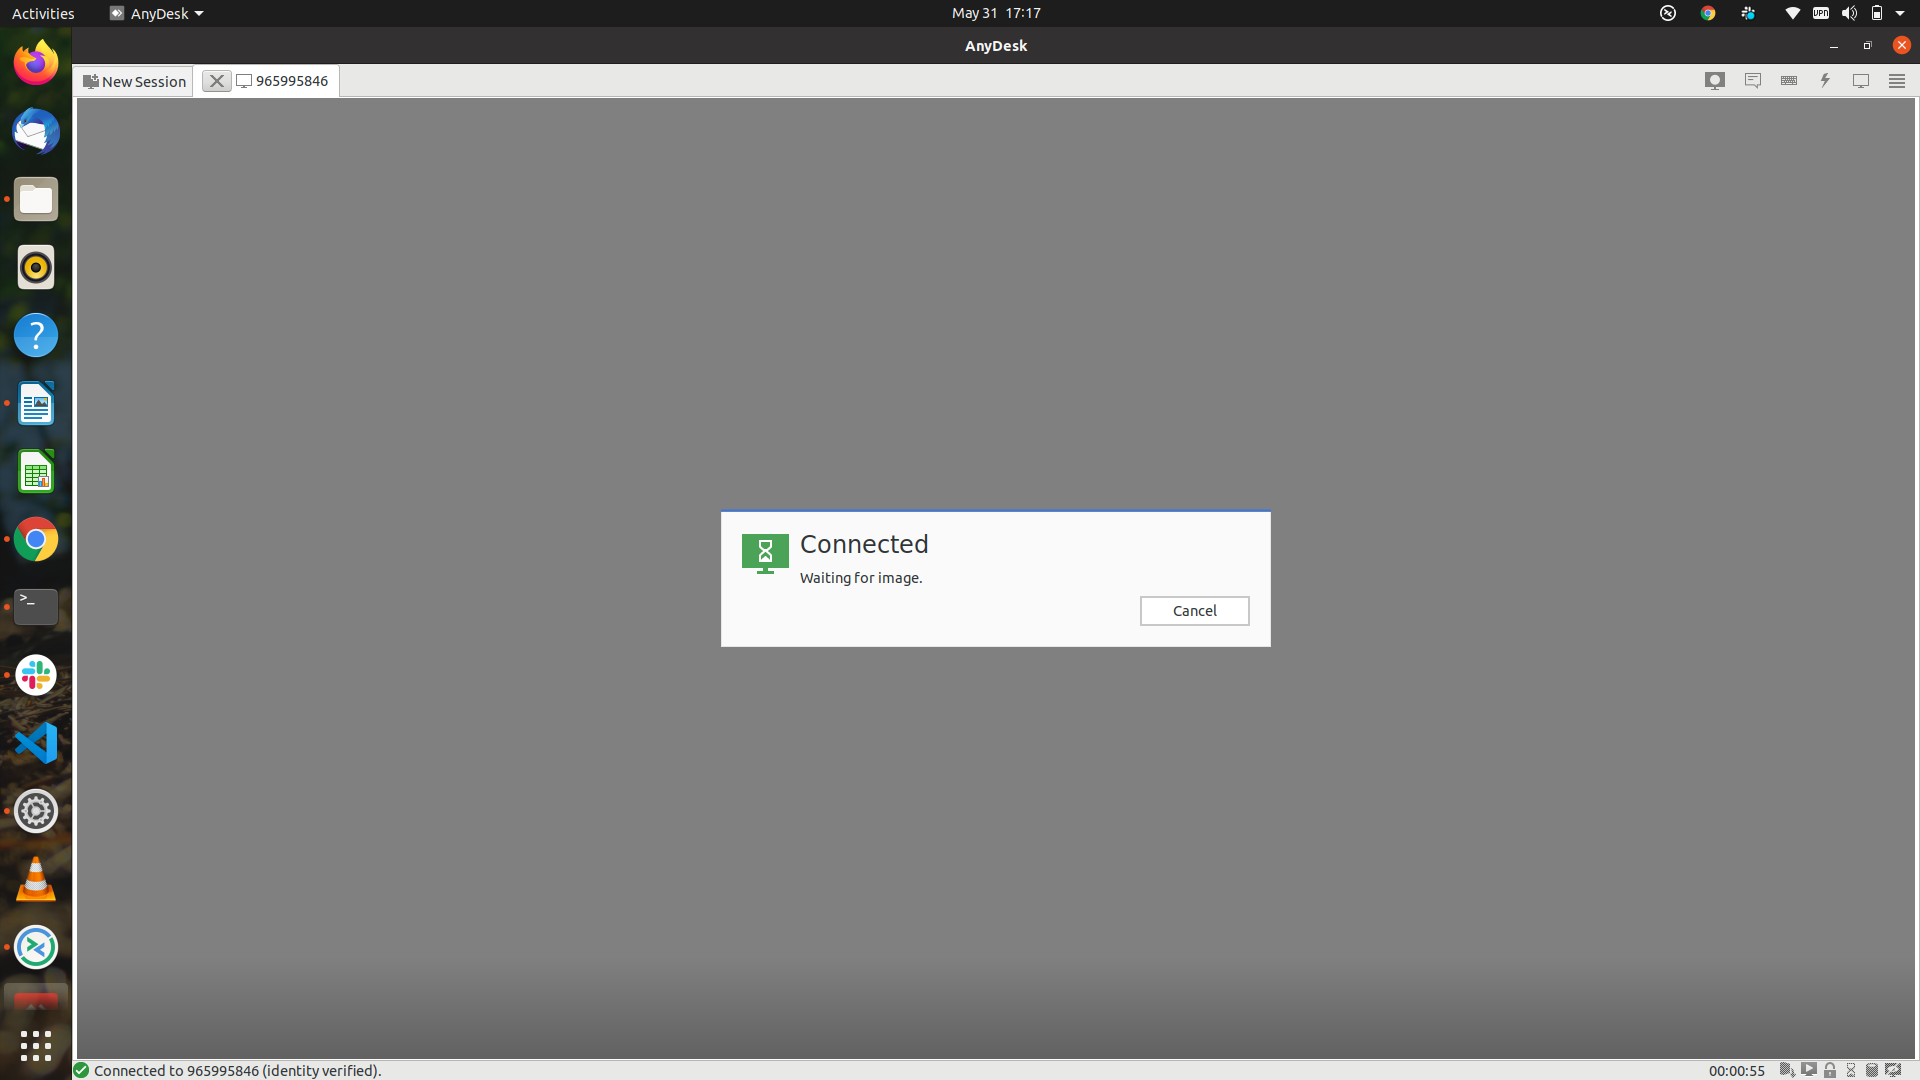 Activities
AnyDesk
May 31 17:17
VPN
AnyDesk
New Session
965995846
Connected
Waiting for image.
Cancel
Connected to 965995846 (identity verified).
00:00:55